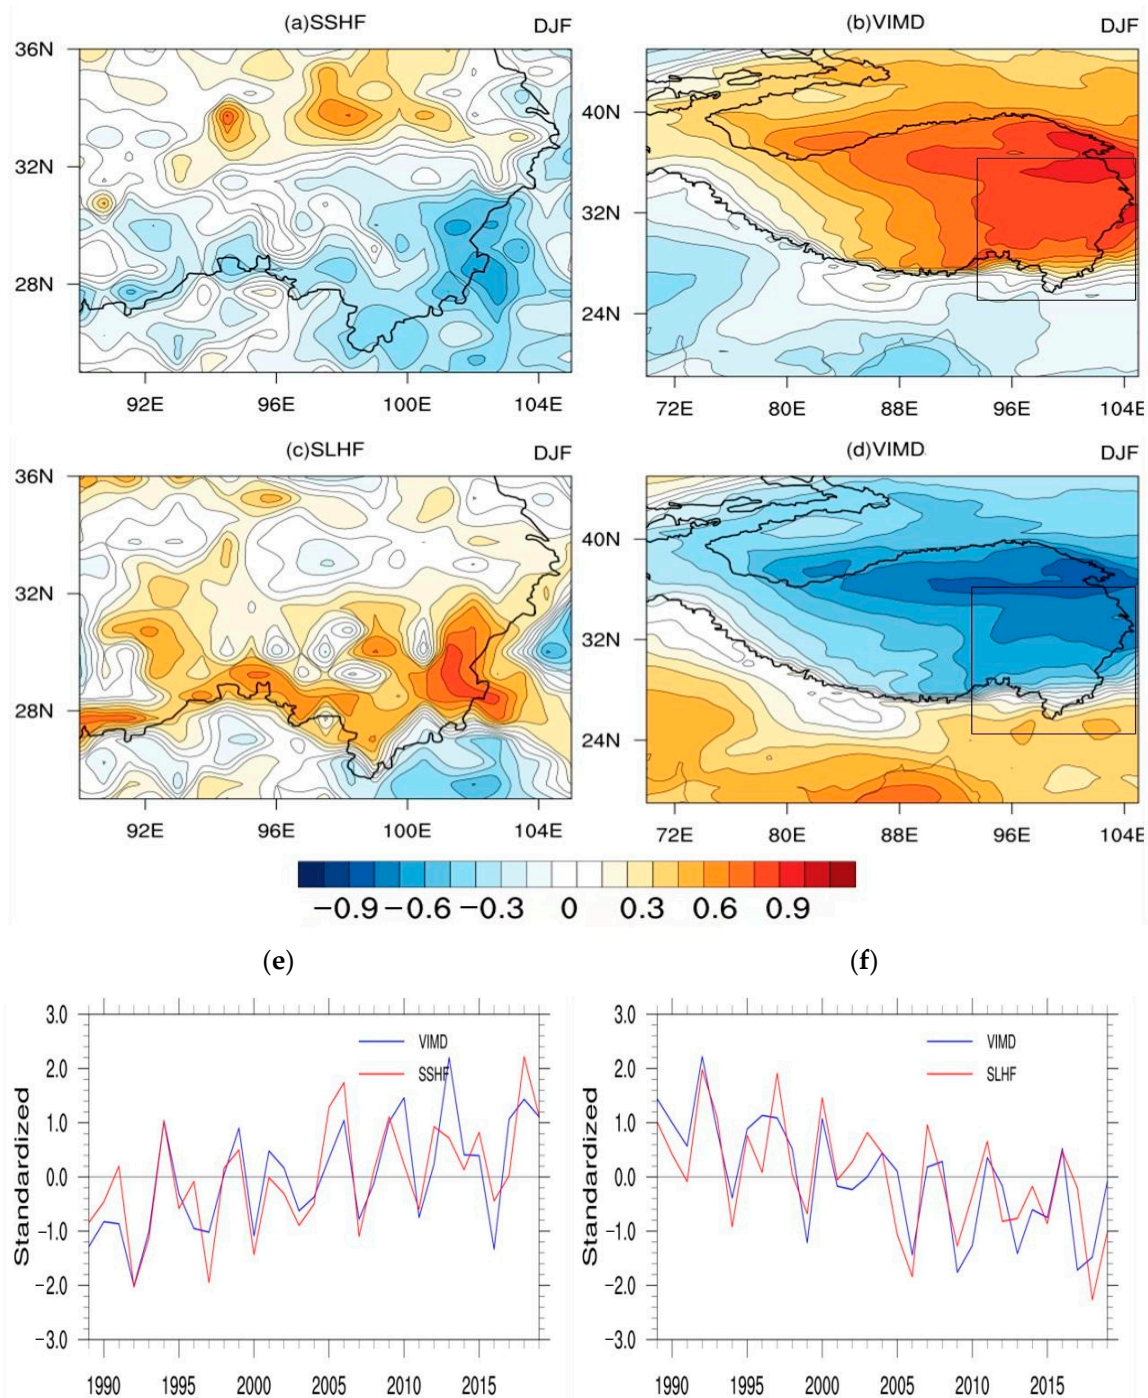 (a)SSHF DJF
36N
32N
28N
92E 96E 100E 104E
(b)VIMD DJF
40N
32N
24N
72E 80E 88E 96E 104E
(c)SLHF DJF
36N
32N
28N
92E 96E 100E 104E
(d)VIMD DJF
40N
32N
24N
72E 80E 88E 96E 104E
−0.9 −0.6 −0.3 0 0.3 0.6 0.9
(e)
Standardized
3.0
2.0
1.0
0.0
−1.0
−2.0
−3.0
VIMD
SSHF
1990 1995 2000 2005 2010 2015
(f)
Standardized
3.0
2.0
1.0
0.0
−1.0
−2.0
−3.0
VIMD
SLHF
1990 1995 2000 2005 2010 2015